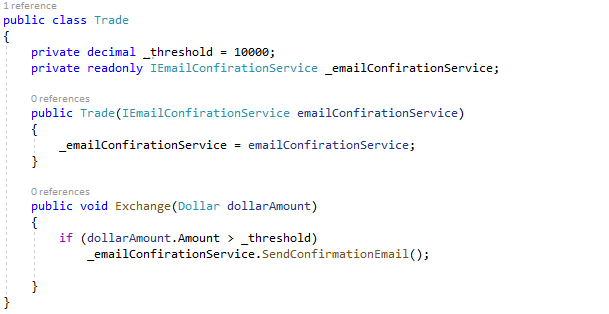 1 reference
public class Trade
{
private decimal _threshold = 10000;
private readonly IEmailConfirationService _emailConfirationService;
0 references
public Trade(IEmailConfirationService emailConfirationService)
{
_emailConfirationService = emailConfirationService;
}
0 references
public void Exchange(Dollar dollarAmount)
{
if (dollarAmount.Amount > _threshold)
_emailConfirationService.SendConfirmationEmail();
}
}